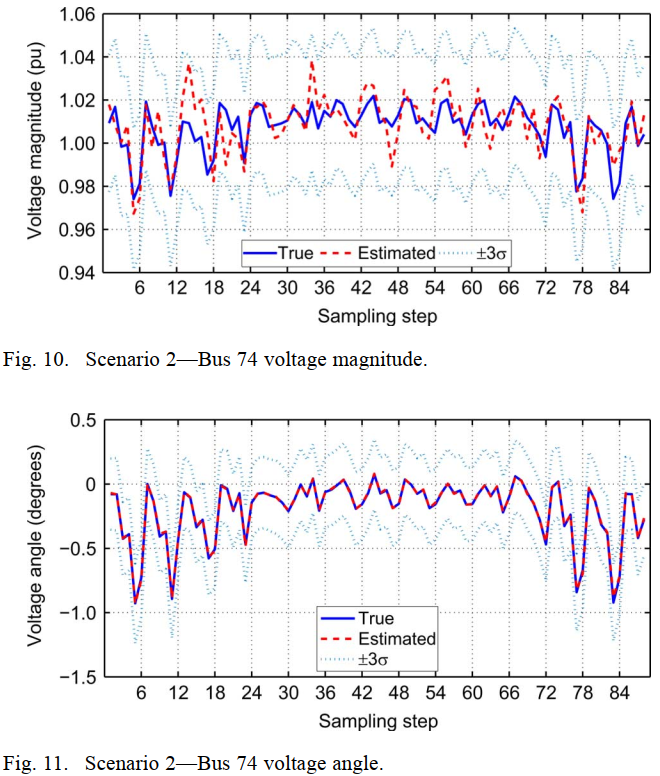 1.06
1.04
1.02
1.00
0.98
0.96
0.94
Voltage magnitude (pu)
True Estimated ±3σ
6 12 18 24 30 36 42 48 54 60 66 72 78 84
Sampling step
Fig. 10. Scenario 2—Bus 74 voltage magnitude.
0.5
0
−0.5
−1.0
−1.5
Voltage angle (degrees)
True
Estimated
±3σ
6 12 18 24 30 36 42 48 54 60 66 72 78 84
Sampling step
Fig. 11. Scenario 2—Bus 74 voltage angle.